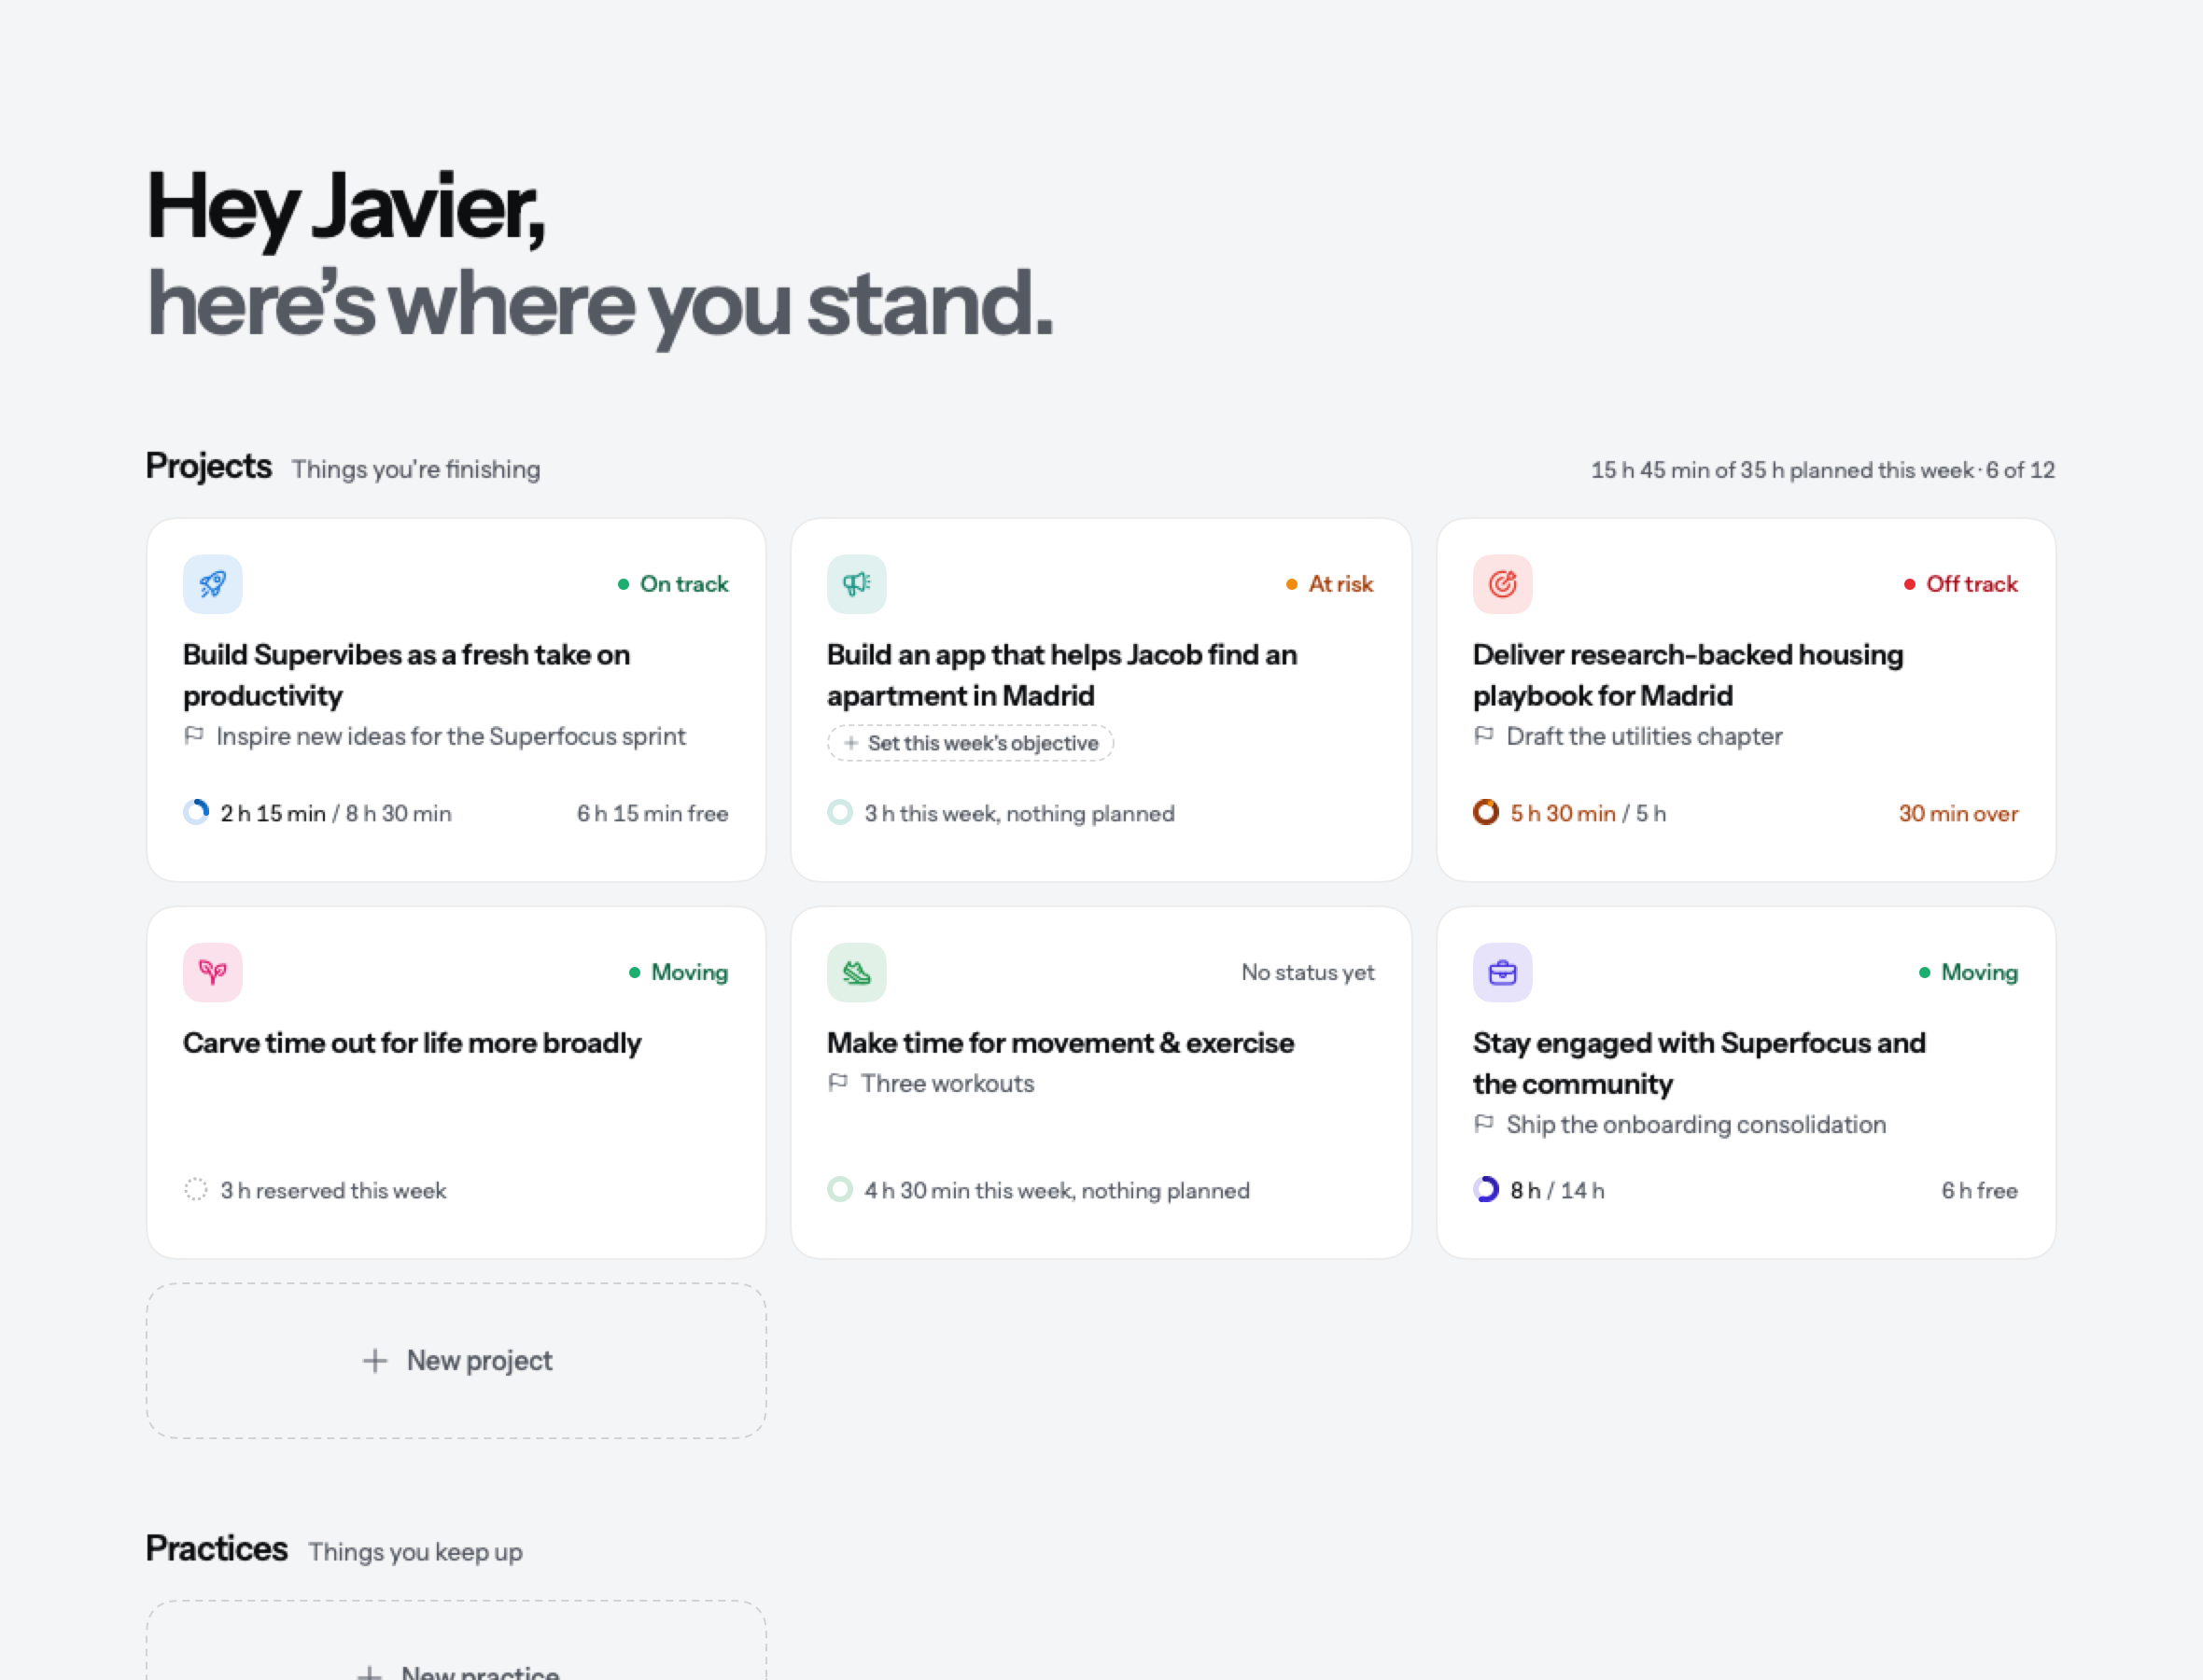 Hey Javier,
here’s where you stand.
Projects Things you’re finishing
15 h 45 min of 35 h planned this week · 6 of 12
On track
Build Supervibes as a fresh take on
productivity
Inspire new ideas for the Superfocus sprint
2 h 15 min / 8 h 30 min 6 h 15 min free
At risk
Build an app that helps Jacob find an
apartment in Madrid
+ Set this week’s objective
3 h this week, nothing planned
Off track
Deliver research-backed housing
playbook for Madrid
Draft the utilities chapter
5 h 30 min / 5 h 30 min over
Moving
Carve time out for life more broadly
3 h reserved this week
No status yet
Make time for movement & exercise
Three workouts
4 h 30 min this week, nothing planned
Moving
Stay engaged with Superfocus and
the community
Ship the onboarding consolidation
8 h / 14 h 6 h free
+ New project
Practices Things you keep up
+ New practice